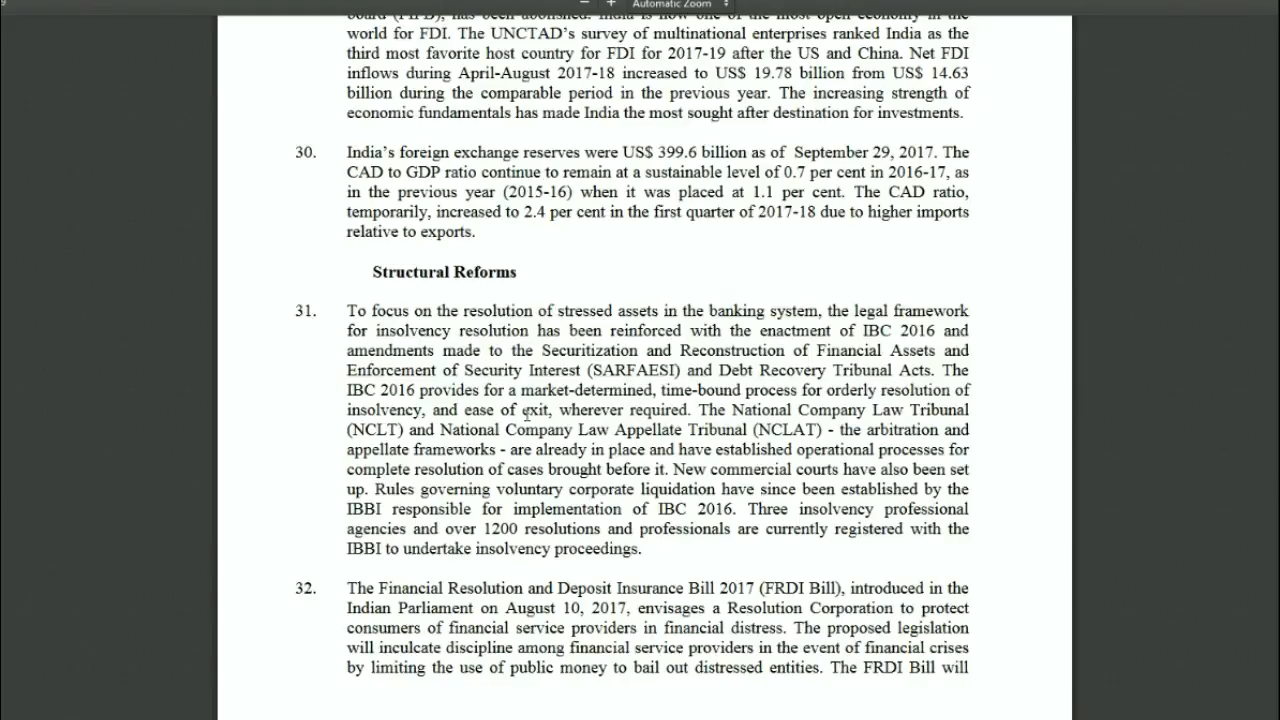 Automatic Zoom
world for FDI. The UNCTAD's survey of multinational enterprises ranked India as the
third most favorite host country for FDI for 2017-19 after the US and China. Net FDI
inflows during April-August 2017-18 increased to US$ 19.78 billion from US$ 14.63
billion during the comparable period in the previous year. The increasing strength of
economic fundamentals has made India the most sought after destination for investments.
30. India's foreign exchange reserves were US$ 399.6 billion as of September 29, 2017. The
CAD to GDP ratio continue to remain at a sustainable level of 0.7 per cent in 2016-17, as
in the previous year (2015-16) when it was placed at 1.1 per cent. The CAD ratio,
temporarily, increased to 2.4 per cent in the first quarter of 2017-18 due to higher imports
relative to exports.
Structural Reforms
31. To focus on the resolution of stressed assets in the banking system, the legal framework
for insolvency resolution has been reinforced with the enactment of IBC 2016 and
amendments made to the Securitization and Reconstruction of Financial Assets and
Enforcement of Security Interest (SARFAESI) and Debt Recovery Tribunal Acts. The
IBC 2016 provides for a market-determined, time-bound process for orderly resolution of
insolvency, and ease of exit, wherever required. The National Company Law Tribunal
(NCLT) and National Company Law Appellate Tribunal (NCLAT) - the arbitration and
appellate frameworks - are already in place and have established operational processes for
complete resolution of cases brought before it. New commercial courts have also been set
up. Rules governing voluntary corporate liquidation have since been established by the
IBBI responsible for implementation of IBC 2016. Three insolvency professional
agencies and over 1200 resolutions and professionals are currently registered with the
IBBI to undertake insolvency proceedings.
32. The Financial Resolution and Deposit Insurance Bill 2017 (FRDI Bill), introduced in the
Indian Parliament on August 10, 2017, envisages a Resolution Corporation to protect
consumers of financial service providers in financial distress. The proposed legislation
will inculcate discipline among financial service providers in the event of financial crises
by limiting the use of public money to bail out distressed entities. The FRDI Bill will